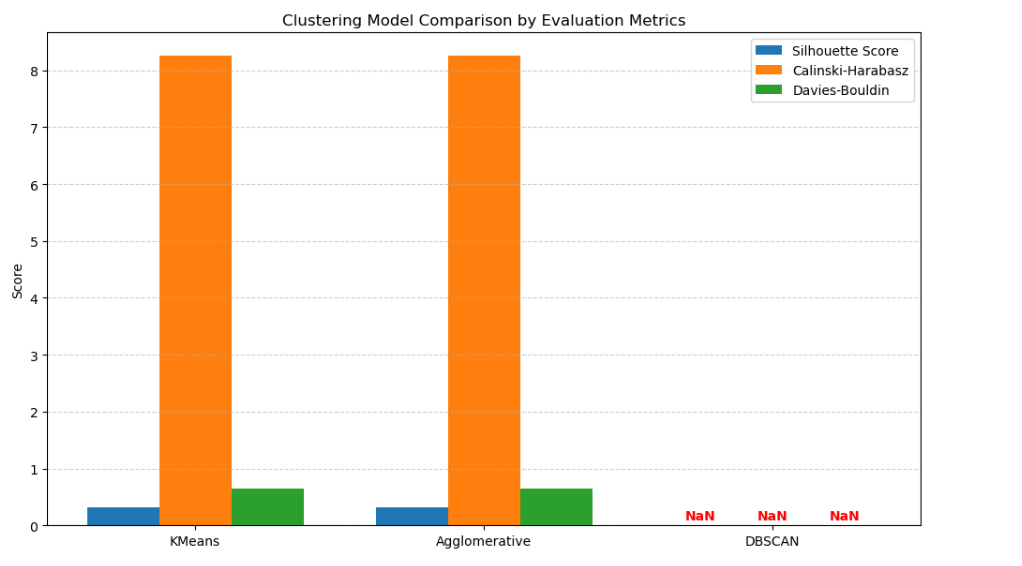 Clustering Model Comparison by Evaluation Metrics
Silhouette Score
Calinski-Harabasz
Davies-Bouldin
Score
8
7
6
5
4
3
2
1
0
NaN NaN NaN
KMeans Agglomerative DBSCAN